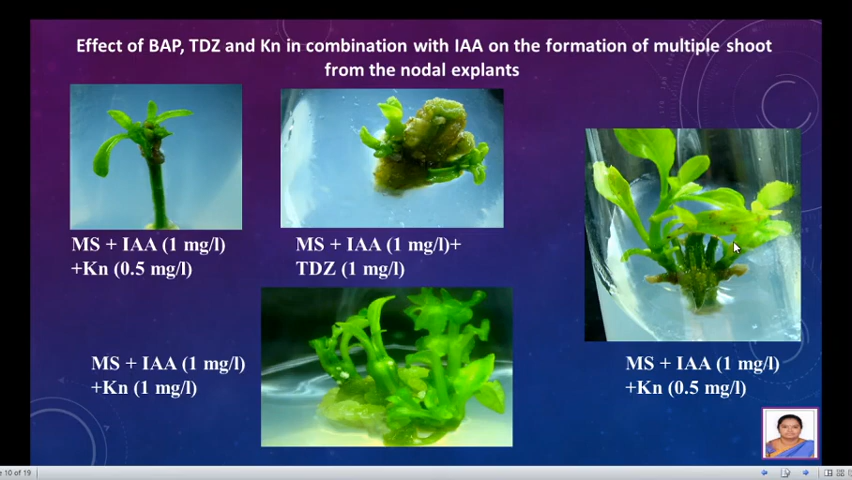 Effect of BAP, TDZ and Kn in combination with IAA on the formation of multiple shoot
from the nodal explants
MS + IAA (1 mg/l)
+Kn (0.5 mg/l)
MS + IAA (1 mg/l)+
TDZ (1 mg/l)
MS + IAA (1 mg/l)
+Kn (1 mg/l)
MS + IAA (1 mg/l)
+Kn (0.5 mg/l)
e 10 of 19